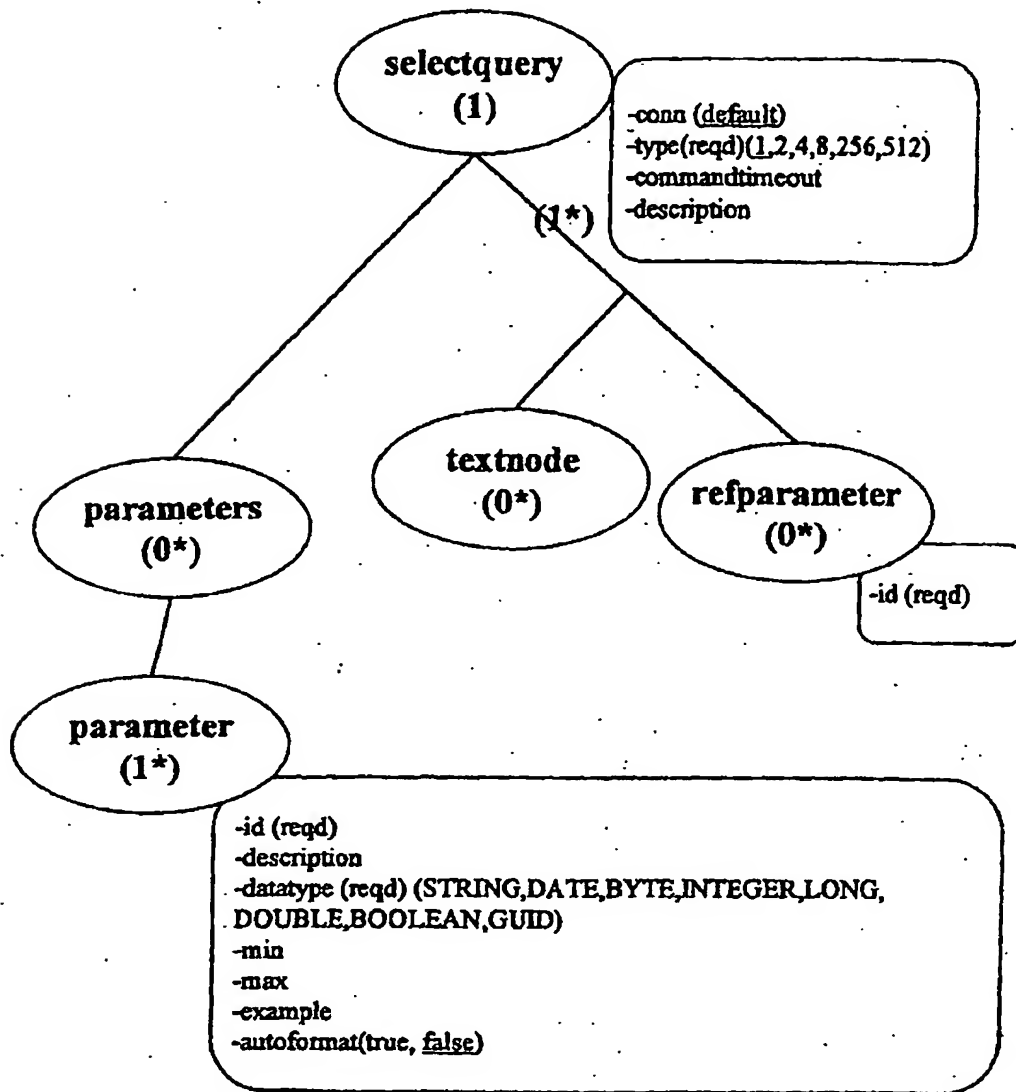 selectquery
(1)
-conn (default)
-type(reqd)(1,2,4,8,256,512)
-commandtimeout
-description
(1*)
textnode
(0*)
refparameter
(0*)
-id (reqd)
parameters
(0*)
parameter
(1*)
-id (reqd)
-description
-datatype (reqd) (STRING,DATE,BYTE,INTEGER,LONG,
DOUBLE,BOOLEAN,GUID)
-min
-max
-example
-autoformat(true, false)